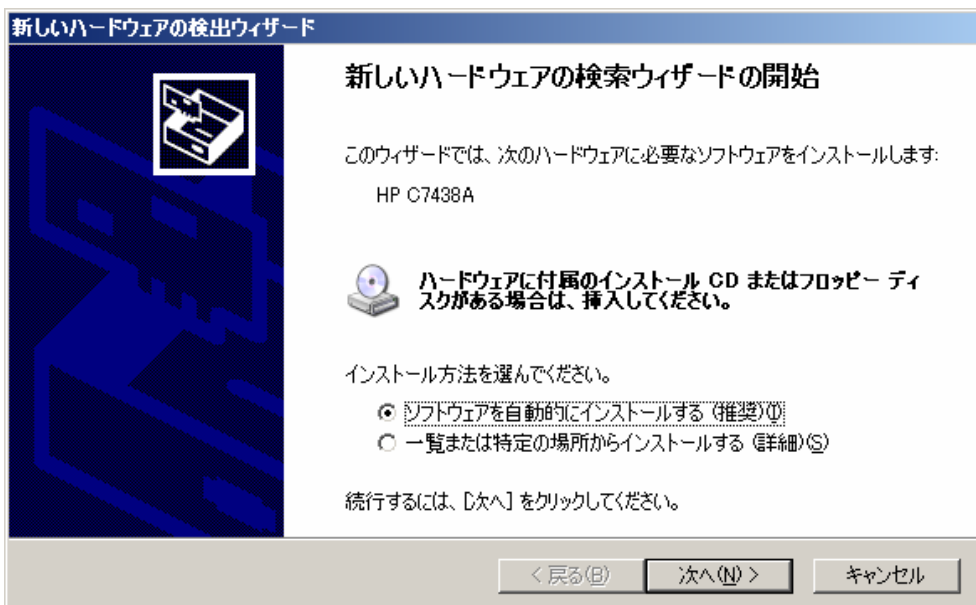 新しいハードウェアの検出ウィザード
新しいハードウェアの検索ウィザードの開始
このウィザードでは、次のハードウェアに必要なソフトウェアをインストールします:
HP C7438A
ハードウェアに付属のインストール CD またはフロッピー ディ
スクがある場合は、挿入してください。
インストール方法を選んでください。
ソフトウェアを自動的にインストールする (推奨)(I)
一覧または特定の場所からインストールする (詳細)(S)
続行するには、[次へ] をクリックしてください。
< 戻る(B)
次へ(N) >
キャンセル